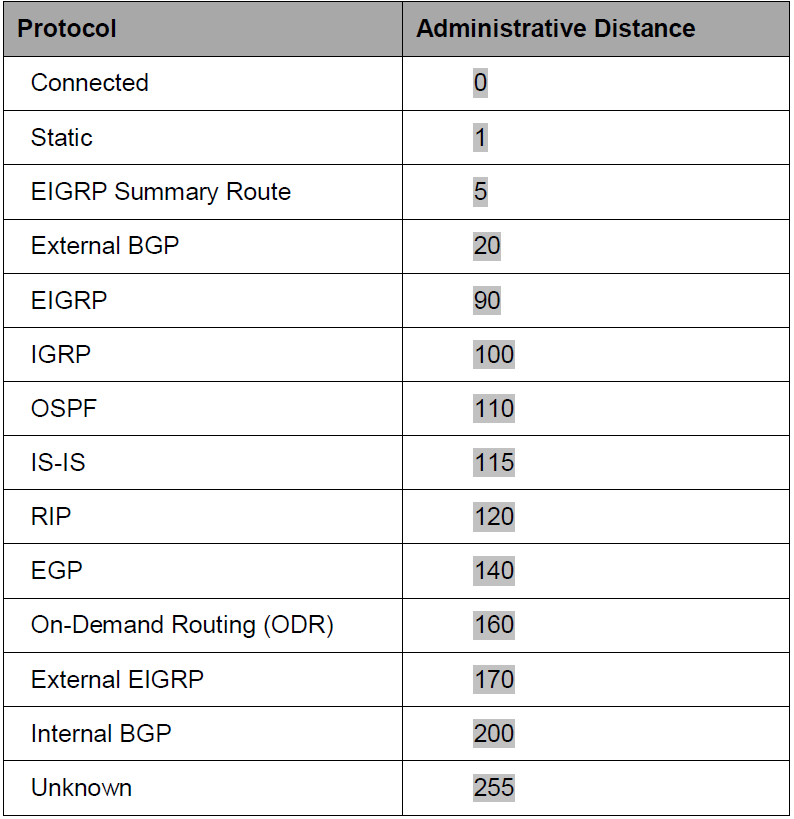 Protocol Administrative Distance
Connected 0
Static 1
EIGRP Summary Route 5
External BGP 20
EIGRP 90
IGRP 100
OSPF 110
IS-IS 115
RIP 120
EGP 140
On-Demand Routing (ODR) 160
External EIGRP 170
Internal BGP 200
Unknown 255